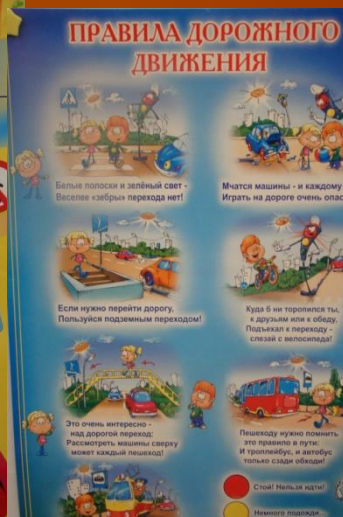 ПРАВИЛА ДОРОЖНОГО
ДВИЖЕНИЯ
Белые полоски и зелёный свет -
Веселее «зебры» перехода нет!
Мчатся машины - и каждому
Играть на дороге очень опас
Если нужно перейти дорогу,
Пользуйся подземным переходом!
Куда б ни торопился ты,
к друзьям или к обеду,
Подъехал к переходу -
слезай с велосипеда!
Это очень интересно -
над дорогой переход:
Рассмотреть машины сверху
может каждый пешеход!
Пешеходу нужно помнить
это правило в пути:
И троллейбус, и автобус
только сзади обходи!
Стой! Нельзя идти!
Немного подожди